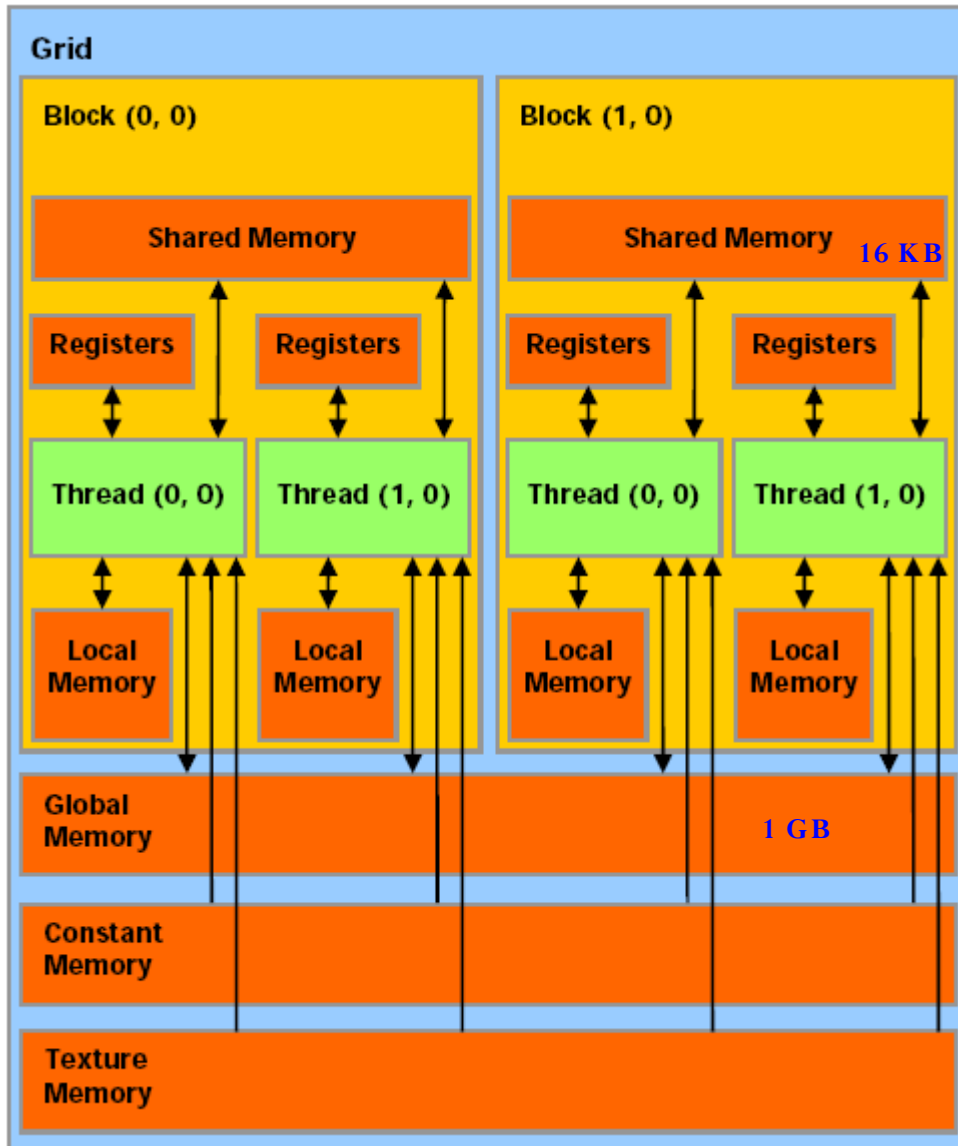 Grid
Block (0, 0)
Block (1, 0)
Shared Memory
Shared Memory
16 KB
Registers
Registers
Registers
Registers
Thread (0, 0)
Thread (1, 0)
Thread (0, 0)
Thread (1, 0)
Local
Memory
Local
Memory
Local
Memory
Local
Memory
Global
Memory
1 GB
Constant
Memory
Texture
Memory